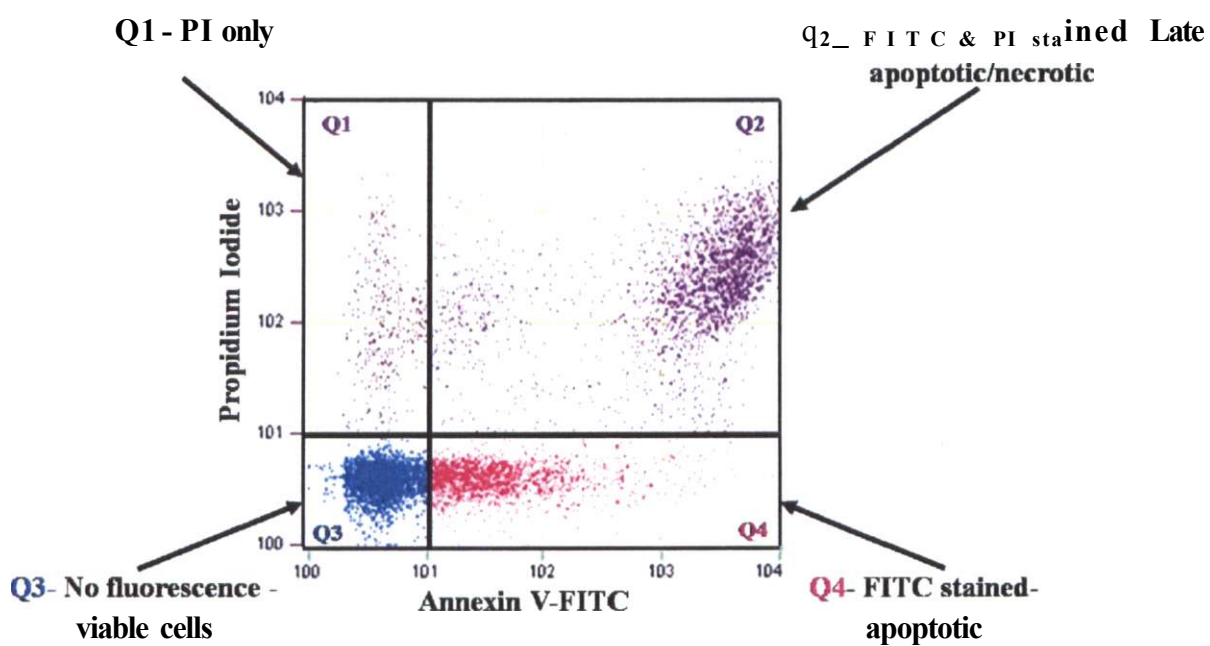 Q1 - PI only
q2_ FITC & PI stained Late
apoptotic/necrotic
104
Q1
Q2
103
Propidium Iodide
102
101
Q3
Q4
100
100
101
102
103
104
Annexin V-FITC
Q3- No fluorescence -
viable cells
Q4- FITC stained-
apoptotic